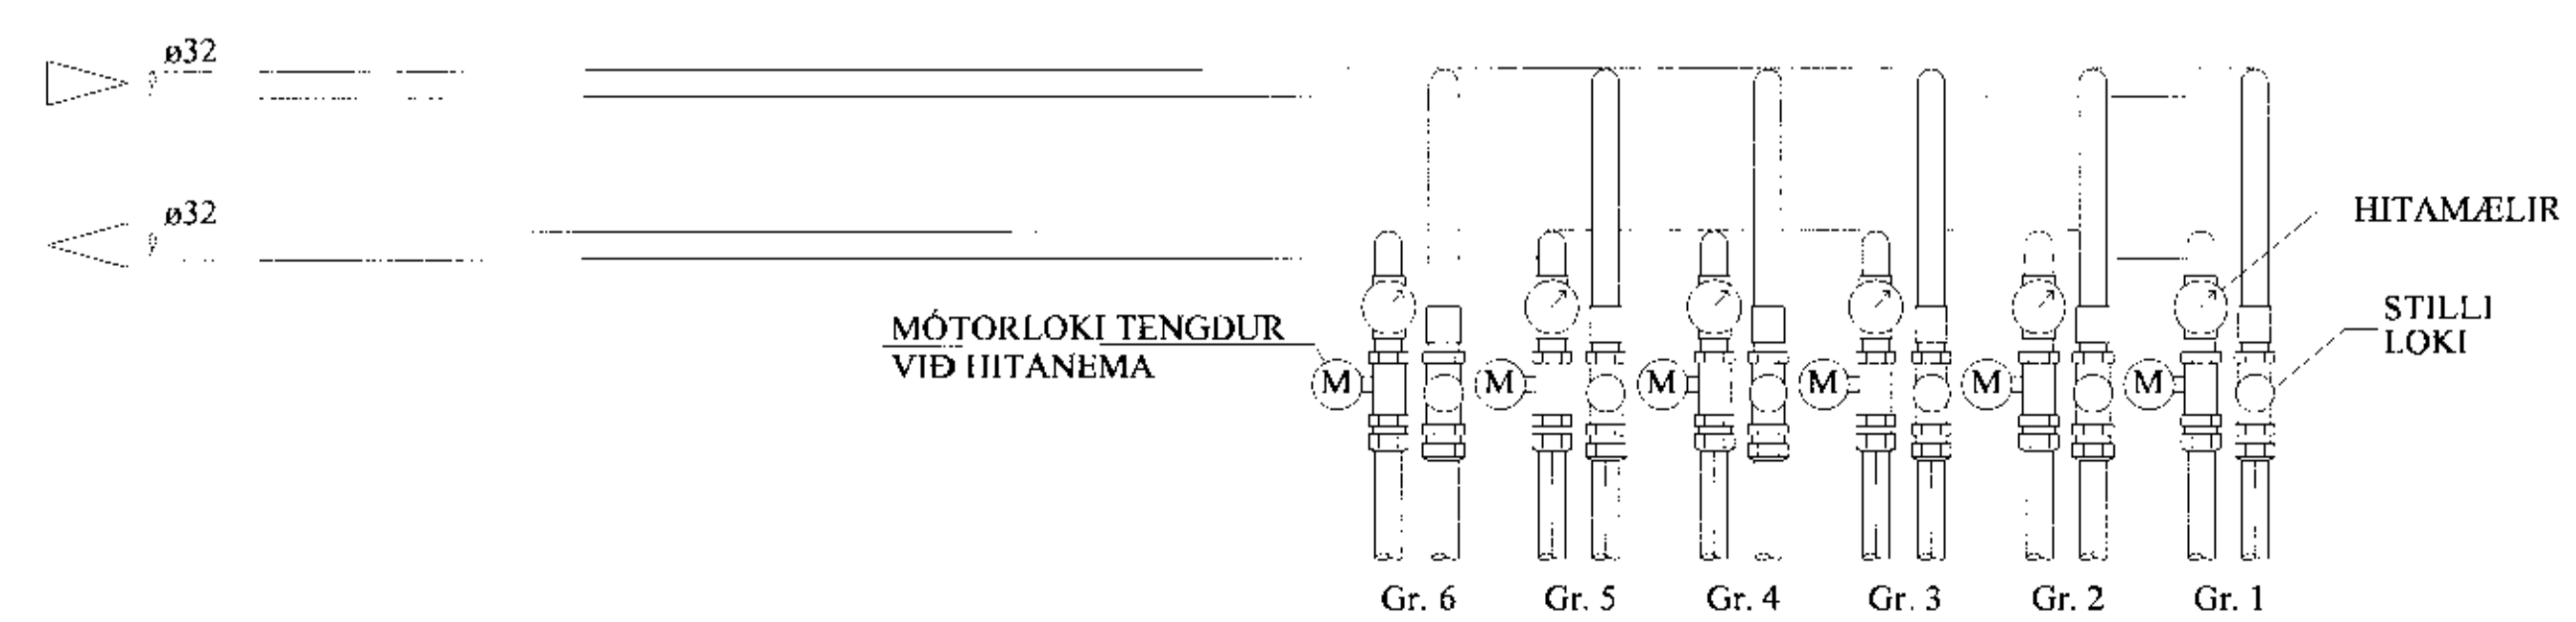 ø32
ø32
HITAMÆLIR
STILLI
LOKI
MÓTORLOKI TENGDUR
VIÐ HITANEMA
M M M M M M
Gr. 6 Gr. 5 Gr. 4 Gr. 3 Gr. 2 Gr. 1